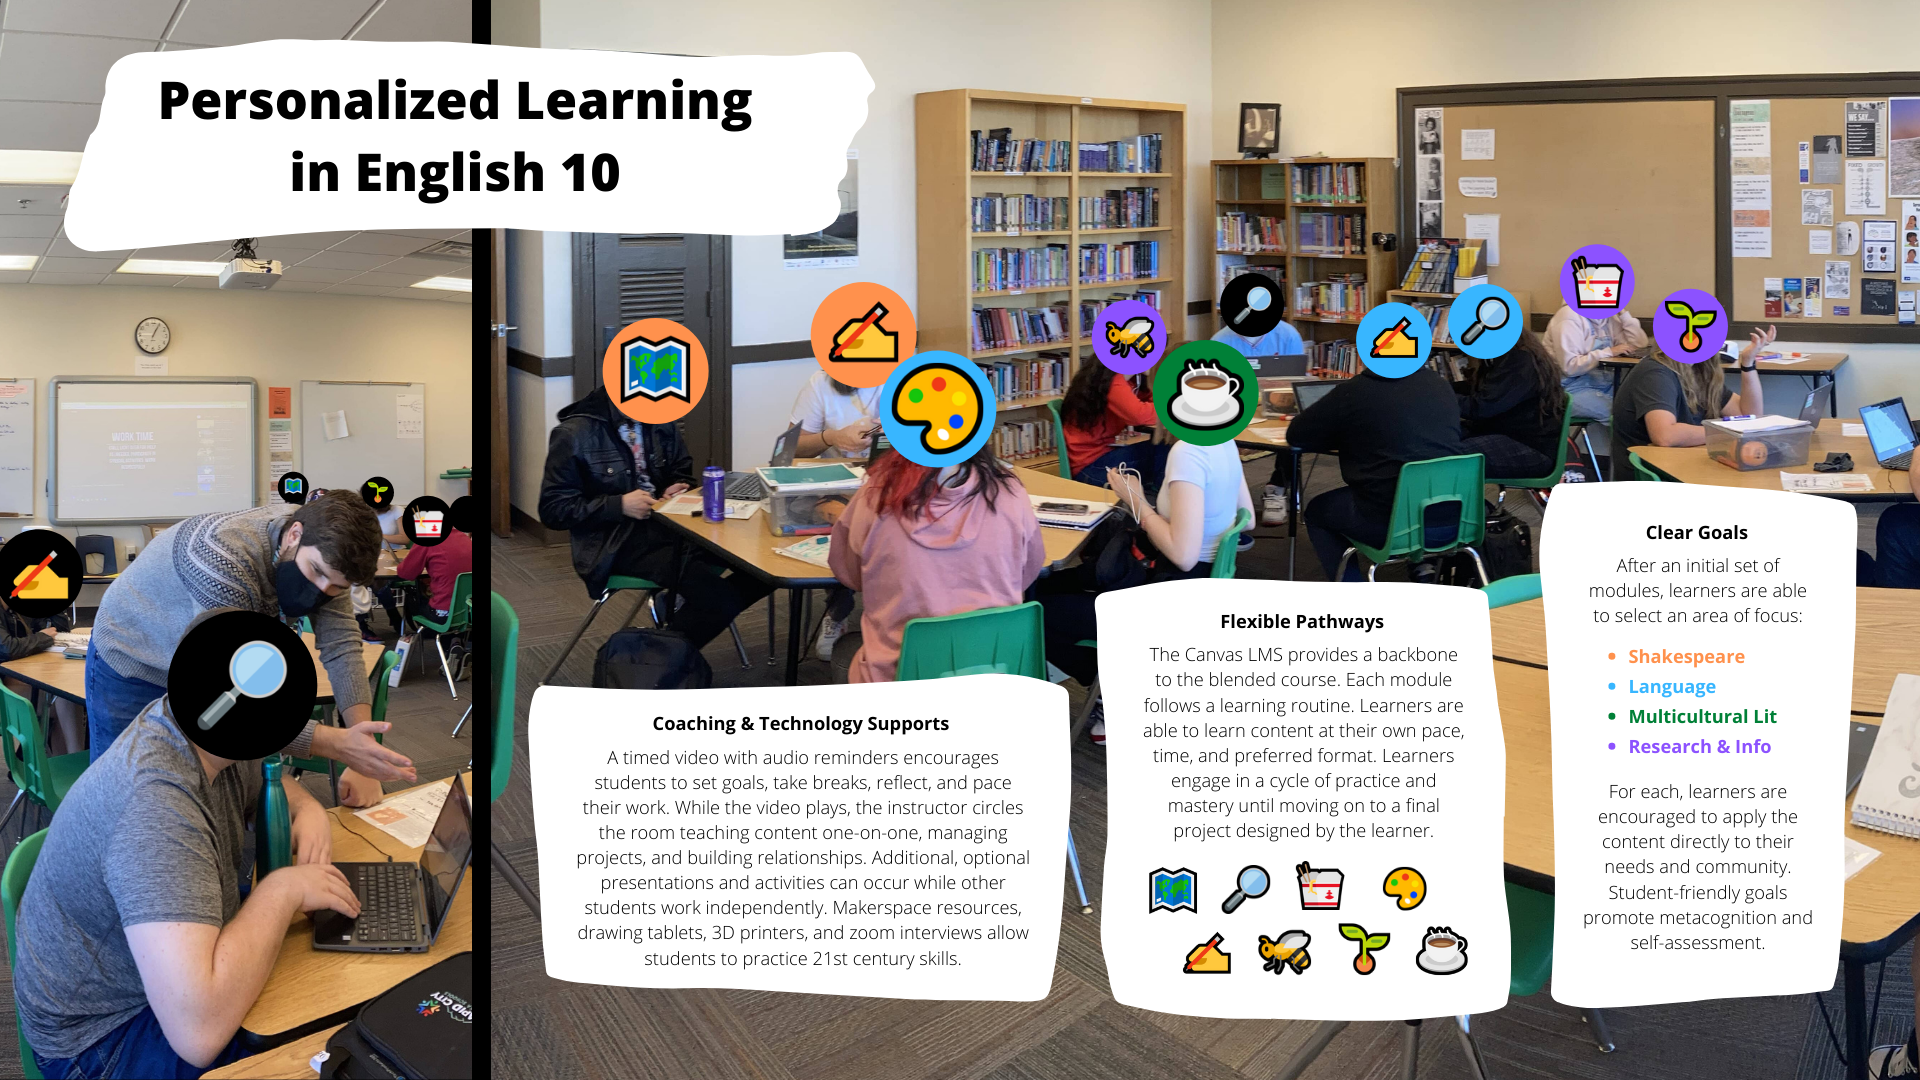 Personalized Learning
in English 10
WORK TIME
WE SAY...
RAPID CITY
Coaching & Technology Supports
A timed video with audio reminders encourages
students to set goals, take breaks, reflect, and pace
their work. While the video plays, the instructor circles
the room teaching content one-on-one, managing
projects, and building relationships. Additional, optional
presentations and activities can occur while other
students work independently. Makerspace resources,
drawing tablets, 3D printers, and zoom interviews allow
students to practice 21st century skills.
Flexible Pathways
The Canvas LMS provides a backbone
to the blended course. Each module
follows a learning routine. Learners are
able to learn content at their own pace,
time, and preferred format. Learners
engage in a cycle of practice and
mastery until moving on to a final
project designed by the learner.
Clear Goals
After an initial set of
modules, learners are able
to select an area of focus:
• Shakespeare
• Language
• Multicultural Lit
• Research & Info
For each, learners are
encouraged to apply the
content directly to their
needs and community.
Student-friendly goals
promote metacognition and
self-assessment.